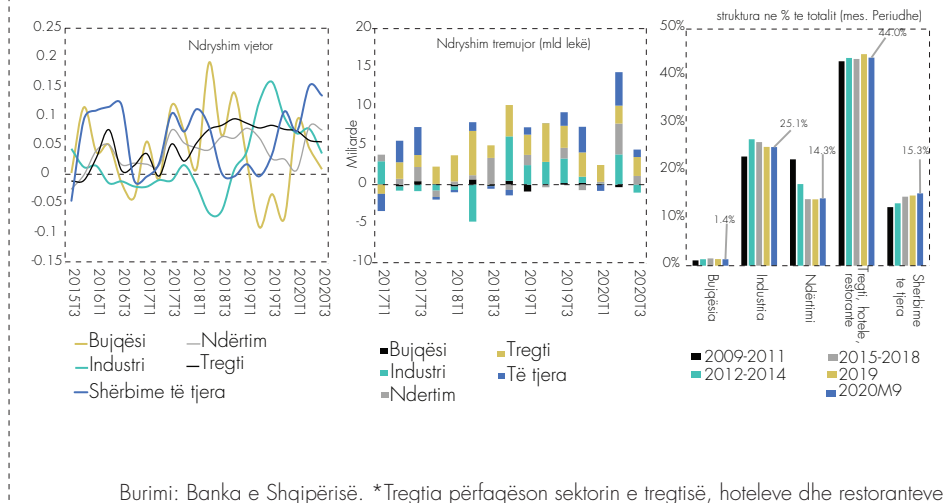 Ndryshim vjetor
0.25
0.2
0.15
0.1
0.05
0
-0.05
-0.1
-0.15
2015T3
2016T1
2016T3
2017T1
2017T3
2018T1
2018T3
2019T1
2019T3
2020T1
2020T3
Bujqësi
Ndërtim
Industri
Tregti
Shërbime të tjera
Ndryshim tremujor (mld lekë)
Miliarde
20
15
10
5
0
-5
-10
2017T1
2017T3
2018T1
2018T3
2019T1
2019T3
2020T1
2020T3
Bujqësi
Tregti
Industri
Të tjera
Ndertim
struktura ne % te totalit (mes. Periudhe)
50%
40%
30%
20%
10%
0%
1.4%
25.1%
14.3%
44.0%
15.3%
Bujqësia
Industria
Ndërtimi
Tregti, hotele,
restorante
Sherbime
te tjera
2009-2011
2015-2018
2012-2014
2019
2020M9
Burimi: Banka e Shqipërisë. *Tregtia përfaqëson sektorin e tregtisë, hoteleve dhe restoranteve